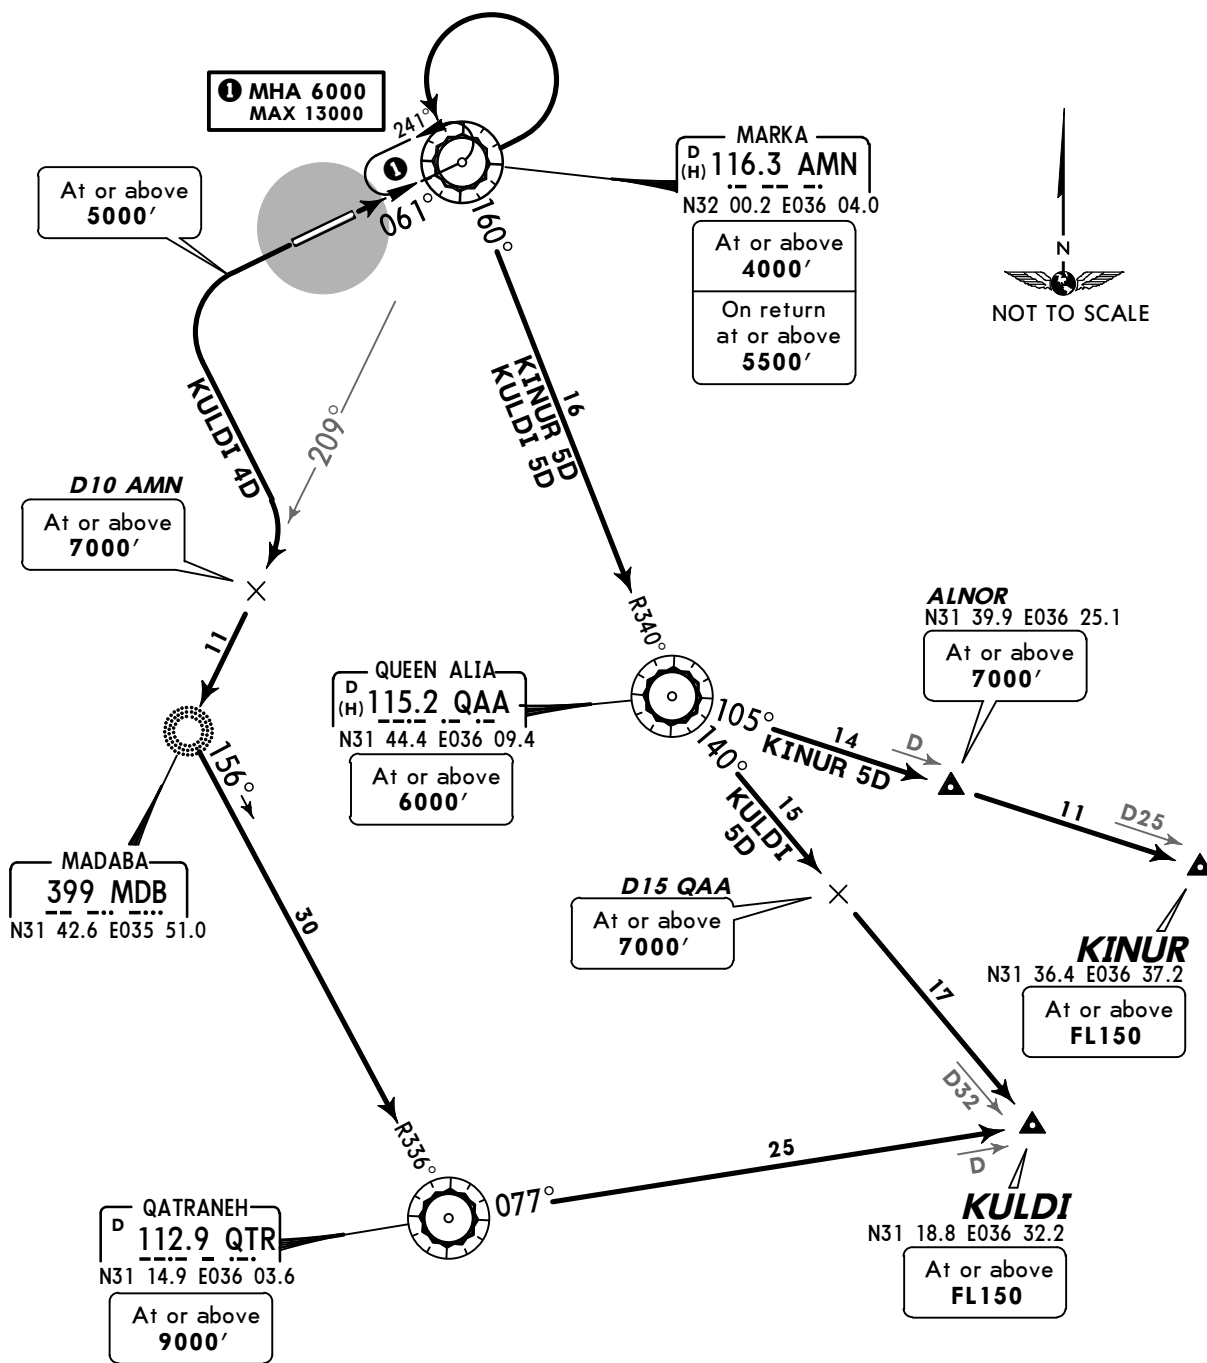 1 MHA 6000
MAX 13000
241°
1
061°
160°
At or above
5000′
MARKA
D
(H) 116.3 AMN
N32 00.2 E036 04.0
At or above
4000′
On return
at or above
5500′
N
NOT TO SCALE
KULDI 4D
209°
KINUR 5D
KULDI 5D
16
D10 AMN
At or above
7000′
11
R340°
QUEEN ALIA
D
(H) 115.2 QAA
N31 44.4 E036 09.4
At or above
6000′
ALNOR
N31 39.9 E036 25.1
At or above
7000′
105°
14
D
KINUR 5D
140°
15
KULDI
5D
11
D25
156°
MADABA
399 MDB
N31 42.6 E035 51.0
30
D15 QAA
At or above
7000′
17
KINUR
N31 36.4 E036 37.2
At or above
FL150
D32
R336°
25
D
077°
QATRANEH
D 112.9 QTR
N31 14.9 E036 03.6
At or above
9000′
KULDI
N31 18.8 E036 32.2
At or above
FL150